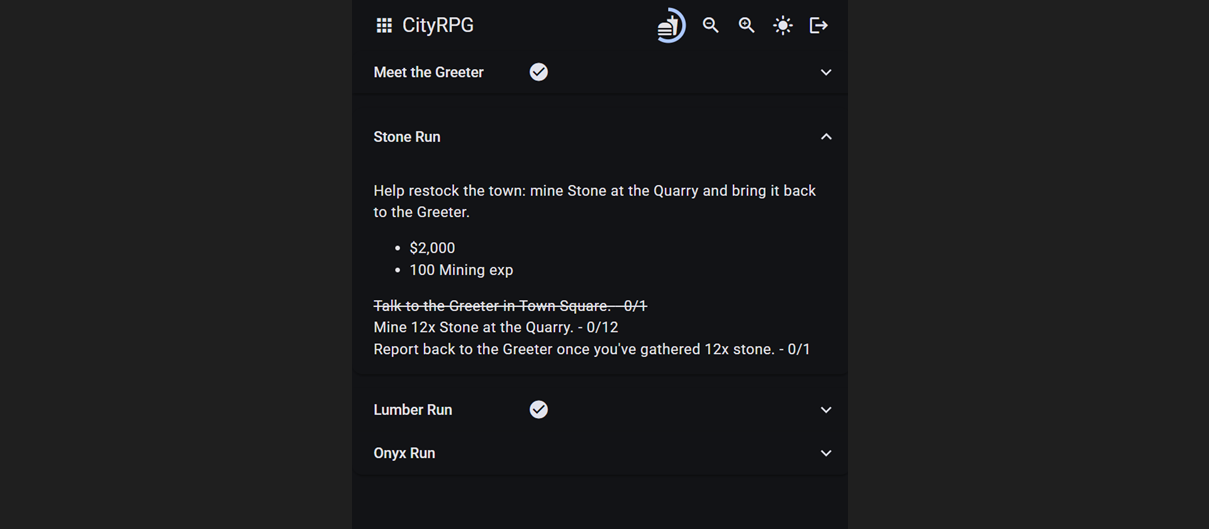 CityRPG
Meet the Greeter
Stone Run
Help restock the town: mine Stone at the Quarry and bring it back
to the Greeter.
$2,000
100 Mining exp
Talk to the Greeter in Town Square. - 0/1
Mine 12x Stone at the Quarry. - 0/12
Report back to the Greeter once you've gathered 12x stone. - 0/1
Lumber Run
Onyx Run